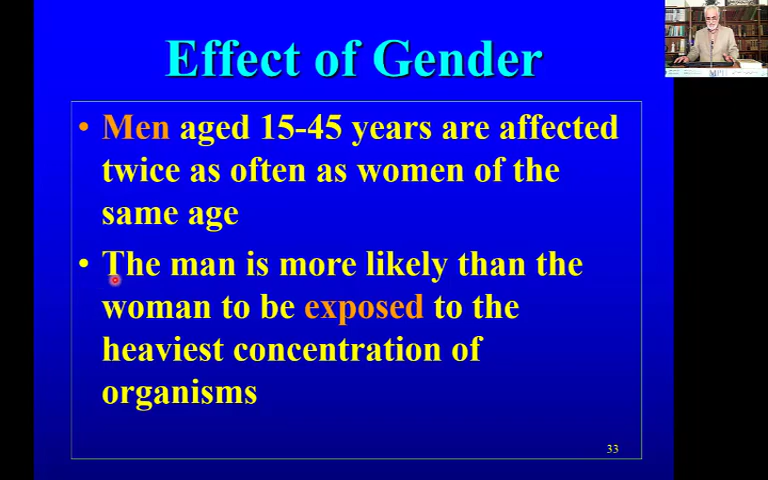 Effect of Gender
• Men aged 15-45 years are affected
twice as often as women of the
same age
• The man is more likely than the
woman to be exposed to the
heaviest concentration of
organisms
33